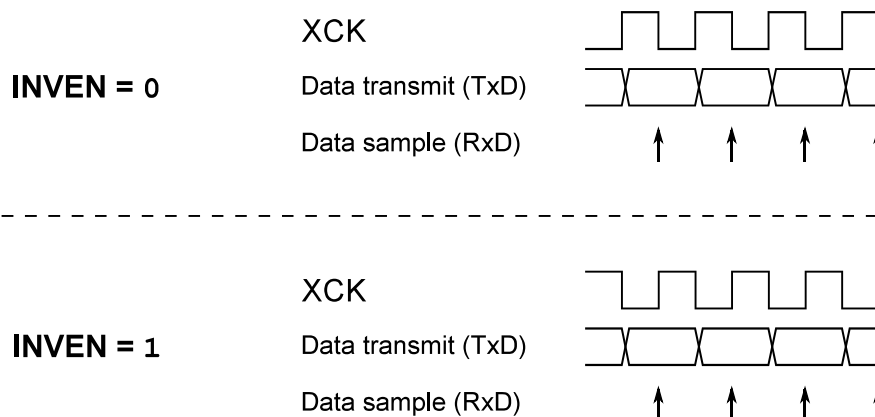 XCK
INVEN = 0
Data transmit (TxD)
Data sample (RxD)
XCK
INVEN = 1
Data transmit (TxD)
Data sample (RxD)